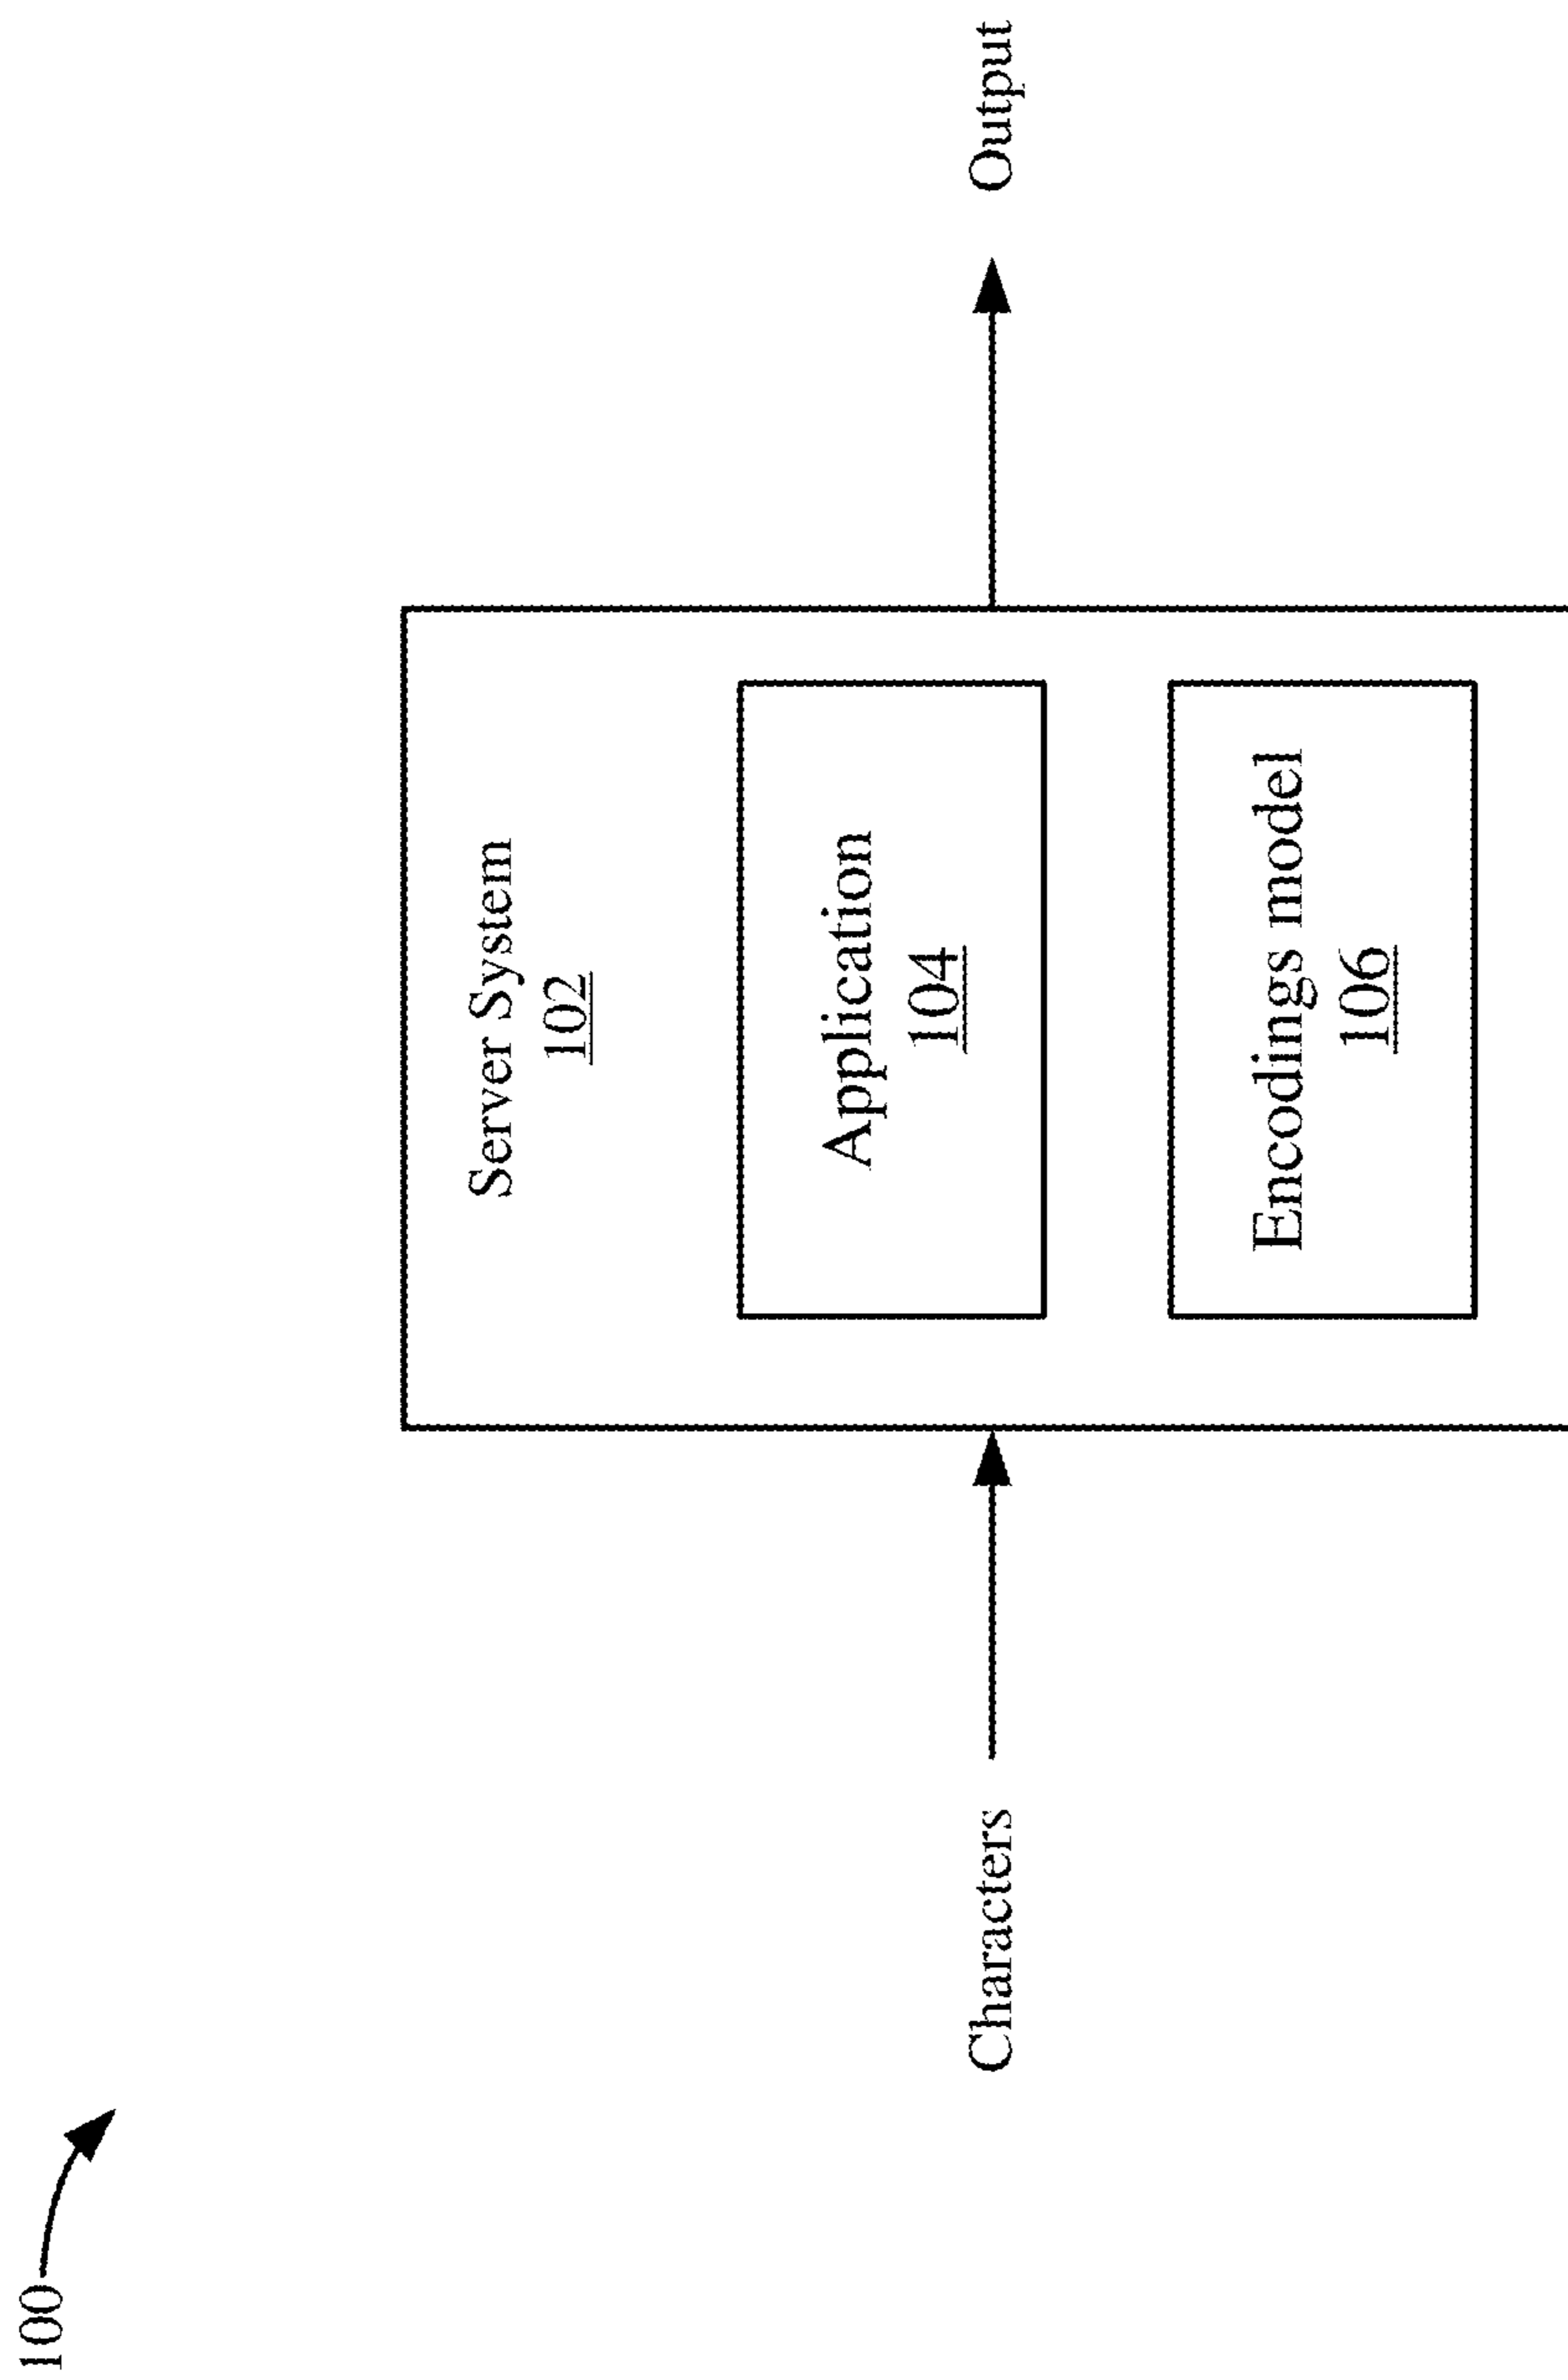 100
Server System
102
Application
104
Characters
Output
Encodings model
106